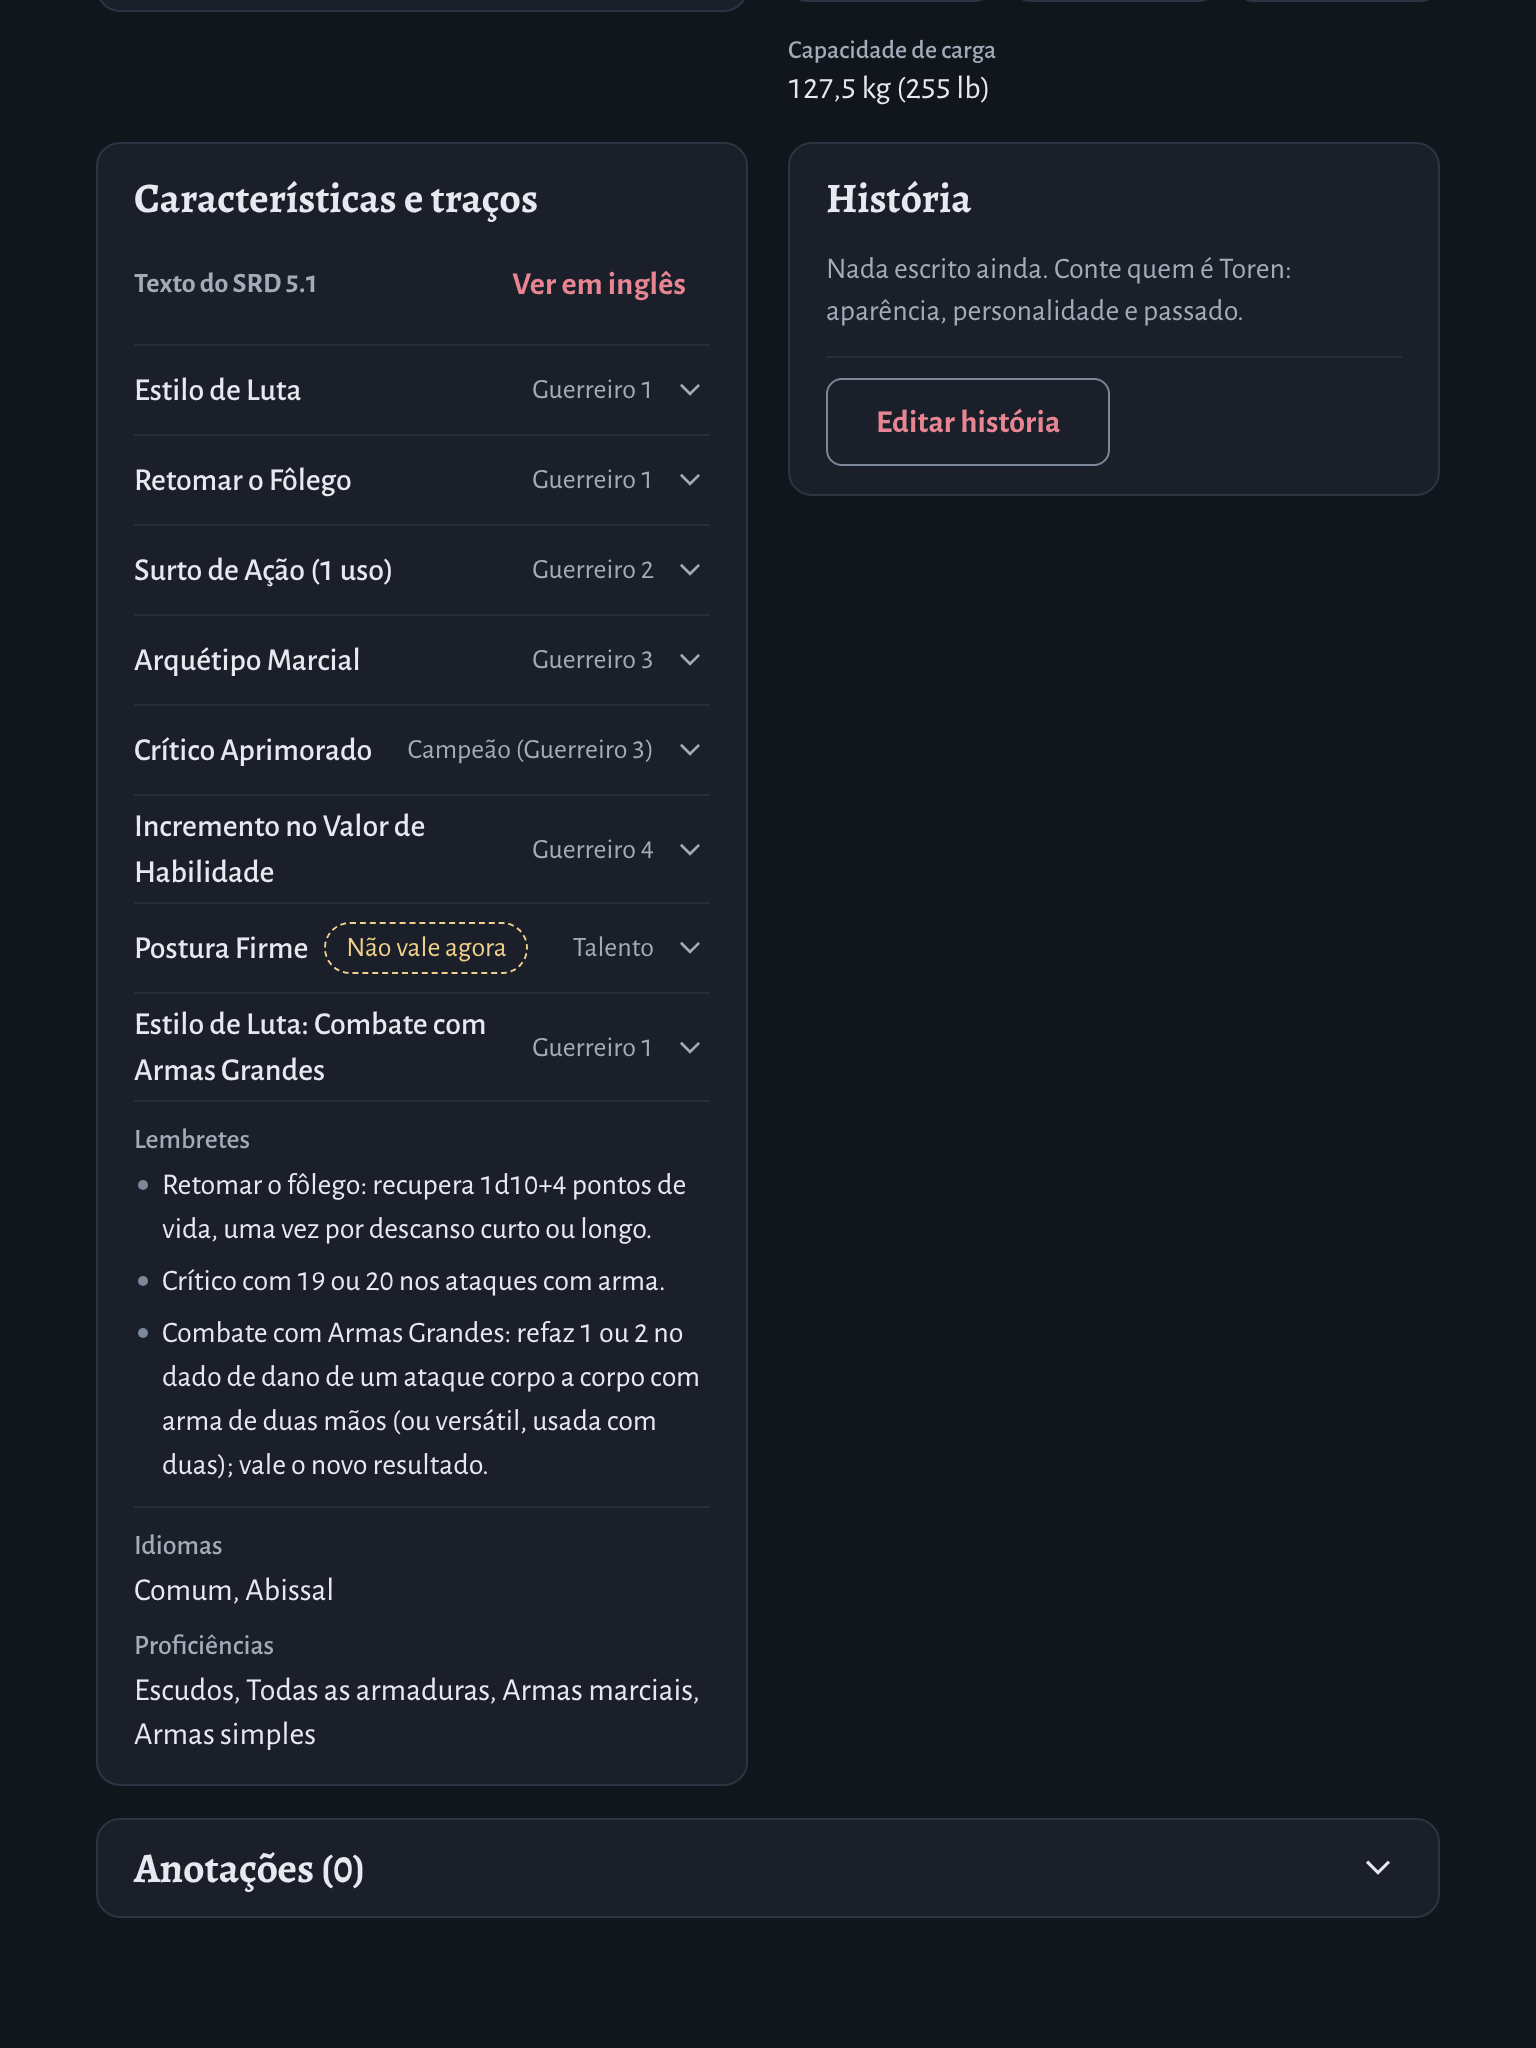 Capacidade de carga
127,5 kg (255 lb)
Características e traços
Texto do SRD 5.1
Ver em inglês
Estilo de Luta
Guerreiro 1
Retomar o Fôlego
Guerreiro 1
Surto de Ação (1 uso)
Guerreiro 2
Arquétipo Marcial
Guerreiro 3
Crítico Aprimorado
Campeão (Guerreiro 3)
Incremento no Valor de
Habilidade
Guerreiro 4
Postura Firme
Não vale agora
Talento
Estilo de Luta: Combate com
Armas Grandes
Guerreiro 1
Lembretes
Retomar o fôlego: recupera 1d10+4 pontos de
vida, uma vez por descanso curto ou longo.
Crítico com 19 ou 20 nos ataques com arma.
Combate com Armas Grandes: refaz 1 ou 2 no
dado de dano de um ataque corpo a corpo com
arma de duas mãos (ou versátil, usada com
duas); vale o novo resultado.
Idiomas
Comum, Abissal
Proficiências
Escudos, Todas as armaduras, Armas marciais,
Armas simples
História
Nada escrito ainda. Conte quem é Toren:
aparência, personalidade e passado.
Editar história
Anotações (0)